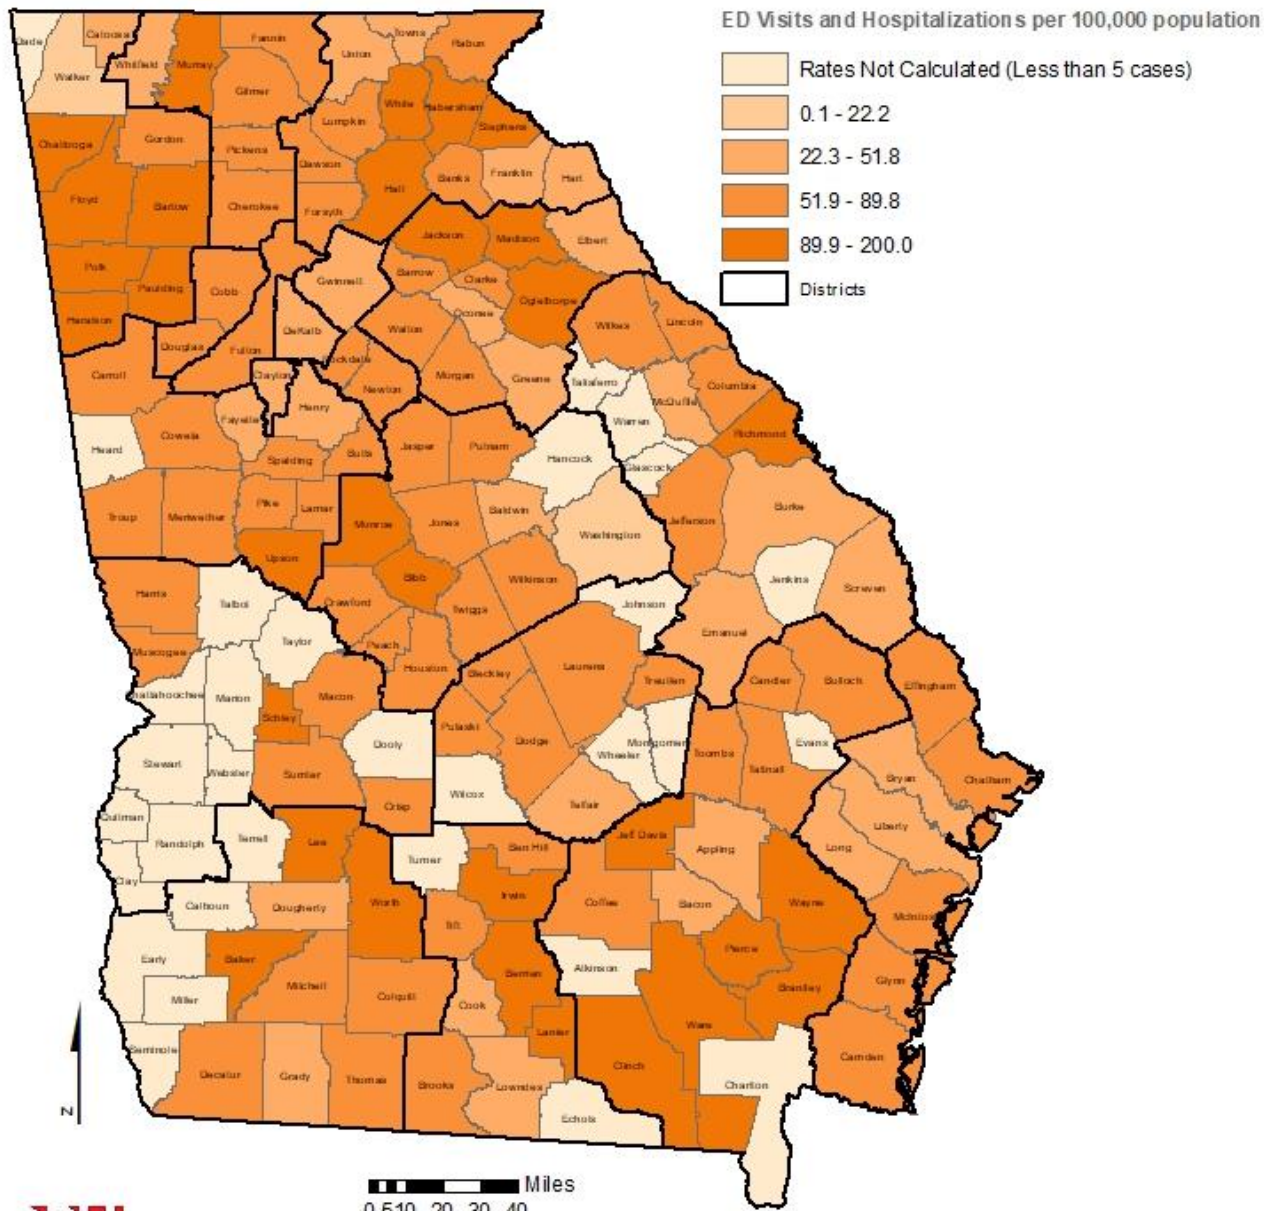 ED Visits and Hospitalizations per 100,000 population
Rates Not Calculated (Less than 5 cases)
0.1 - 22.2
22.3 - 51.8
51.9 - 89.8
89.9 - 200.0
Districts
Dade
Catoosa
Walker
Whitfield
Murray
Fannin
Gilmer
Union
Towns
Rabun
White
Habersham
Stephens
Lumpkin
Chattooga
Gordon
Pickens
Dawson
Hall
Banks
Franklin
Hart
Floyd
Bartow
Cherokee
Forsyth
Jackson
Madison
Elbert
Polk
Paulding
Cobb
Gwinnett
Barrow
Clarke
Oglethorpe
Haralson
Oconee
DeKalb
Walton
Wilkes
Lincoln
Douglas
Fulton
Rockdale
Carroll
Clayton
Newton
Morgan
Greene
Taliaferro
McDuffie
Columbia
Henry
Fayette
Warren
Richmond
Heard
Coweta
Spalding
Butts
Jasper
Putnam
Hancock
Glascock
Troup
Meriwether
Pike
Lamar
Monroe
Jones
Baldwin
Washington
Jefferson
Burke
Upson
Bibb
Wilkinson
Jenkins
Screven
Harris
Talbot
Crawford
Twiggs
Johnson
Emanuel
Muscogee
Taylor
Peach
Houston
Bleckley
Laurens
Treutlen
Candler
Bulloch
Effingham
Chattahoochee
Marion
Schley
Macon
Dooly
Pulaski
Dodge
Wheeler
Montgomery
Toombs
Tattnall
Evans
Stewart
Webster
Sumter
Crisp
Wilcox
Telfair
Bryan
Chatham
Quitman
Randolph
Terrell
Lee
Turner
Ben Hill
Jeff Davis
Appling
Liberty
Long
Clay
Calhoun
Dougherty
Worth
Tift
Irwin
Coffee
Bacon
Wayne
McIntosh
Early
Baker
Mitchell
Colquitt
Berrien
Atkinson
Pierce
Brantley
Glynn
Miller
Cook
Lanier
Ware
Seminole
Decatur
Grady
Thomas
Brooks
Lowndes
Clinch
Charlton
Camden
Echols
N
Miles
0 510 20 30 40